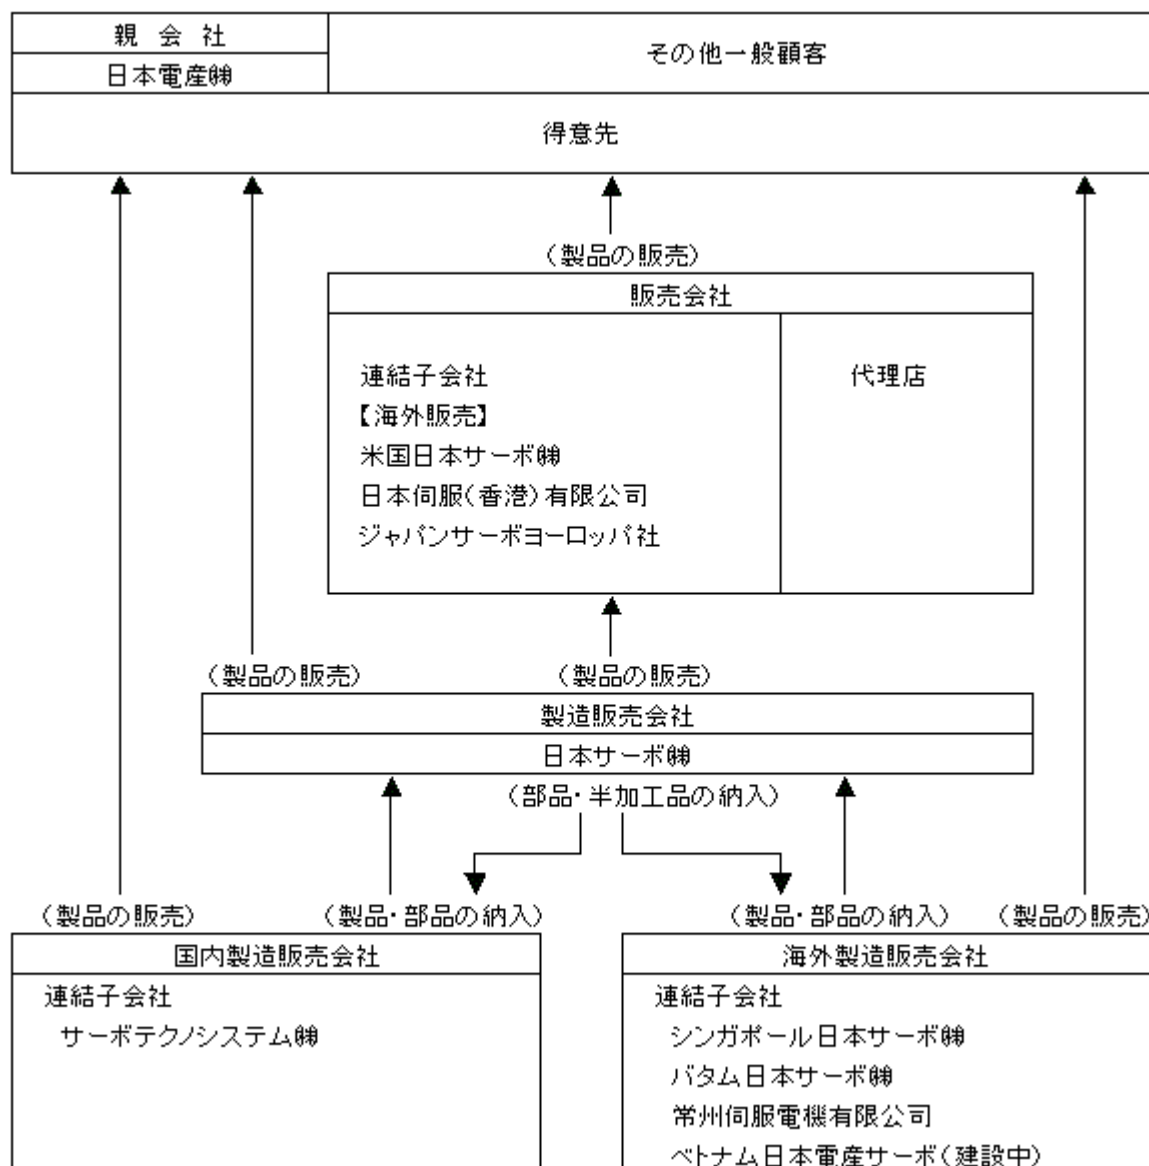 親 会 社
その他一般顧客
日本電産㈱
得意先
（製品の販売）
販売会社
連結子会社
代理店
【海外販売】
米国日本サーボ㈱
日本伺服（香港）有限公司
ジャパンサーボヨーロッパ社
（製品の販売）
（製品の販売）
製造販売会社
日本サーボ㈱
（部品・半加工品の納入）
（製品の販売）
（製品・部品の納入）
（製品・部品の納入）
（製品の販売）
国内製造販売会社
海外製造販売会社
連結子会社
サーボテクノシステム㈱
連結子会社
シンガポール日本サーボ㈱
バタム日本サーボ㈱
常州伺服電機有限公司
ベトナム日本電産サーボ（建設中）